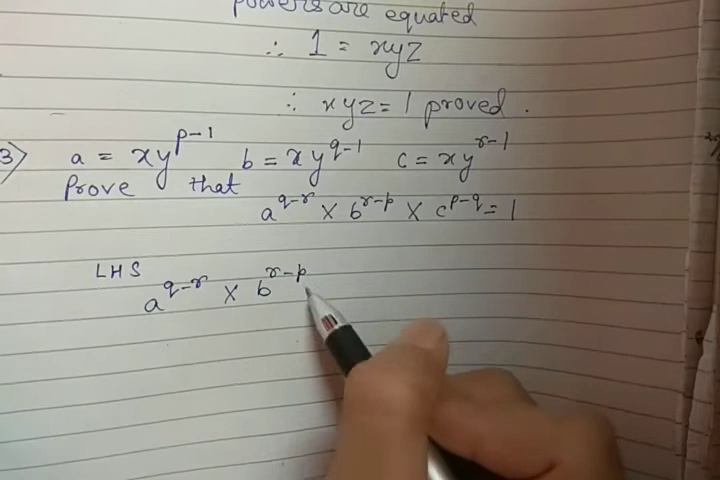 powers are equated
∴ 1 = xyz
∴ xyz = 1 proved.
3) a = xy^{p-1} b = xy^{q-1} c = xy^{r-1}
Prove that
a^{q-r} × b^{r-p} × c^{p-q} = 1
LHS
a^{q-r} × b^{r-p}